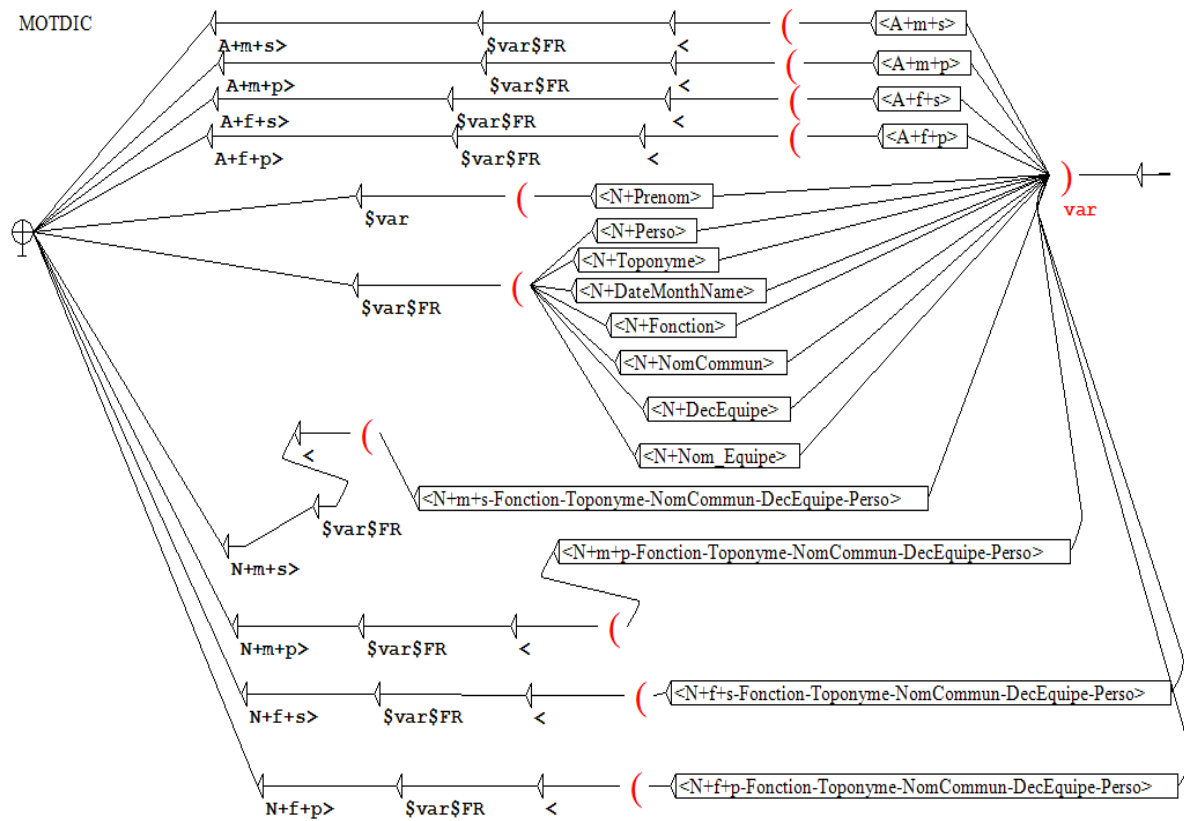 MOTDIC
<A+m+s>
A+m+s> $var$FR < (
<A+m+p>
A+m+p> $var$FR < (
<A+f+s>
A+f+s> $var$FR < (
<A+f+p>
A+f+p> $var$FR < (
)
var
<N+Prenom>
$var (
<N+Perso>
<N+Toponyme>
<N+DateMonthName>
$var$FR (
<N+Fonction>
<N+NomCommun>
<N+DecEquipe>
<N+Nom_Equipe>
< (
<N+m+s-Fonction-Toponyme-NomCommun-DecEquipe-Perso>
$var$FR
N+m+s>
<N+m+p-Fonction-Toponyme-NomCommun-DecEquipe-Perso>
N+m+p> $var$FR < (
<N+f+s-Fonction-Toponyme-NomCommun-DecEquipe-Perso>
N+f+s> $var$FR < (
<N+f+p-Fonction-Toponyme-NomCommun-DecEquipe-Perso>
N+f+p> $var$FR < (